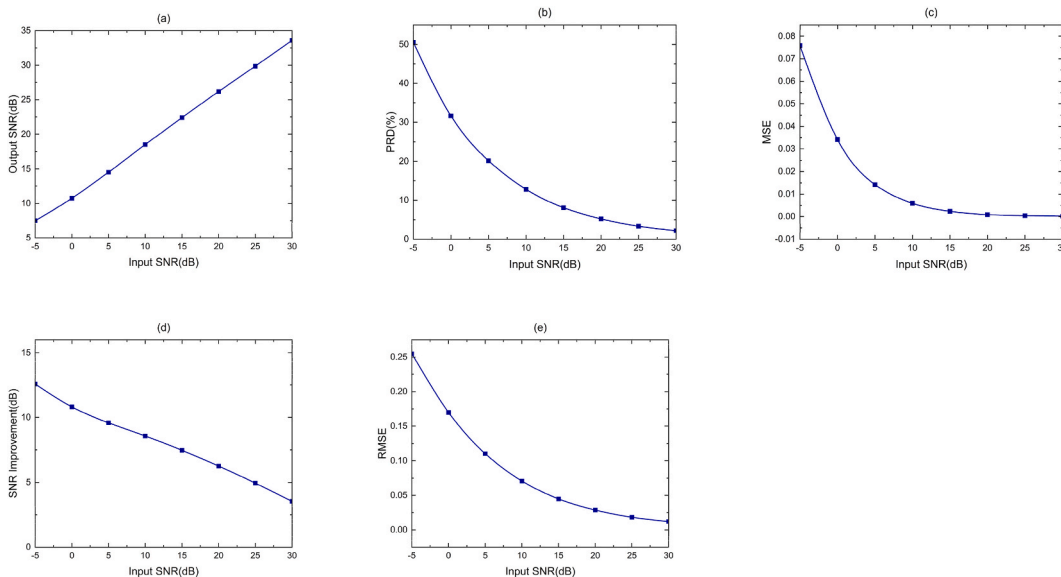 (a)
35
30
25
20
15
10
5
Output SNR(dB)
-5 0 5 10 15 20 25 30
Input SNR(dB)
(b)
50
40
30
20
10
0
PRD(%)
-5 0 5 10 15 20 25 30
Input SNR(dB)
(c)
0.08
0.07
0.06
0.05
0.04
0.03
0.02
0.01
0.00
-0.01
MSE
-5 0 5 10 15 20 25 30
Input SNR(dB)
(d)
15
10
5
0
SNR Improvement(dB)
-5 0 5 10 15 20 25 30
Input SNR(dB)
(e)
0.25
0.20
0.15
0.10
0.05
0.00
RMSE
-5 0 5 10 15 20 25 30
Input SNR(dB)